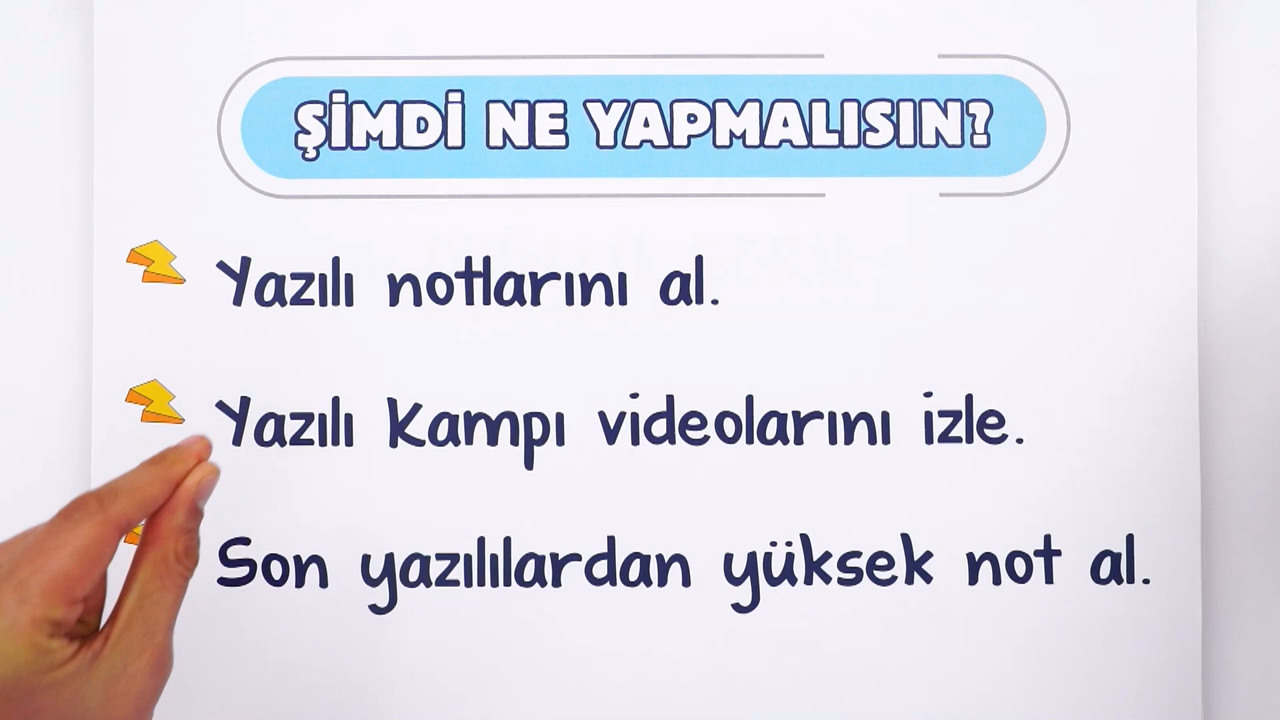 ŞİMDİ NE YAPMALISIN?
Yazılı notlarını al.
Yazılı Kampı videolarını izle.
Son yazılılardan yüksek not al.